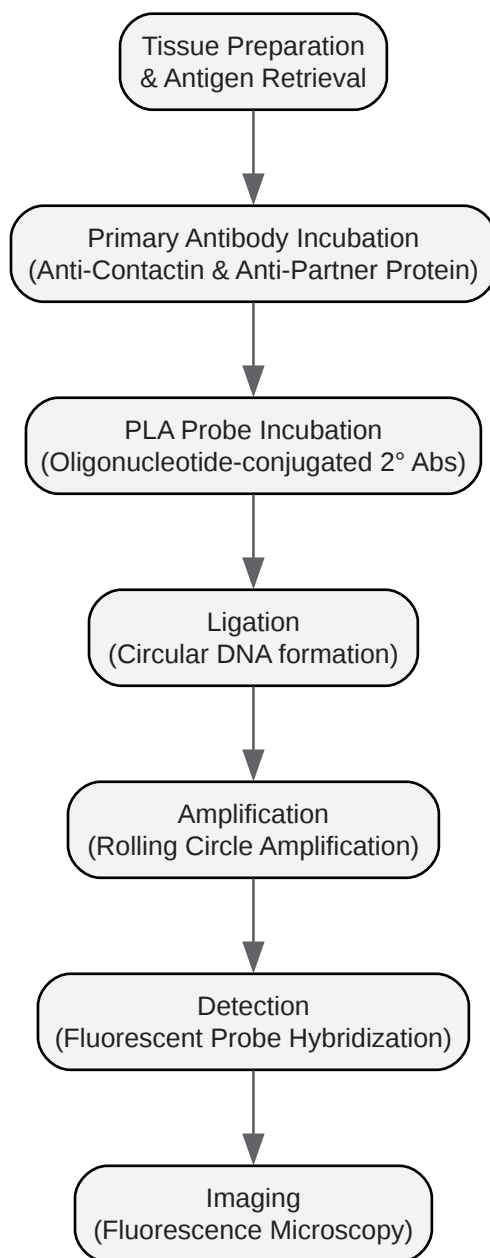 Tissue Preparation
& Antigen Retrieval
Primary Antibody Incubation
(Anti-Contactin & Anti-Partner Protein)
PLA Probe Incubation
(Oligonucleotide-conjugated 2° Abs)
Ligation
(Circular DNA formation)
Amplification
(Rolling Circle Amplification)
Detection
(Fluorescent Probe Hybridization)
Imaging
(Fluorescence Microscopy)